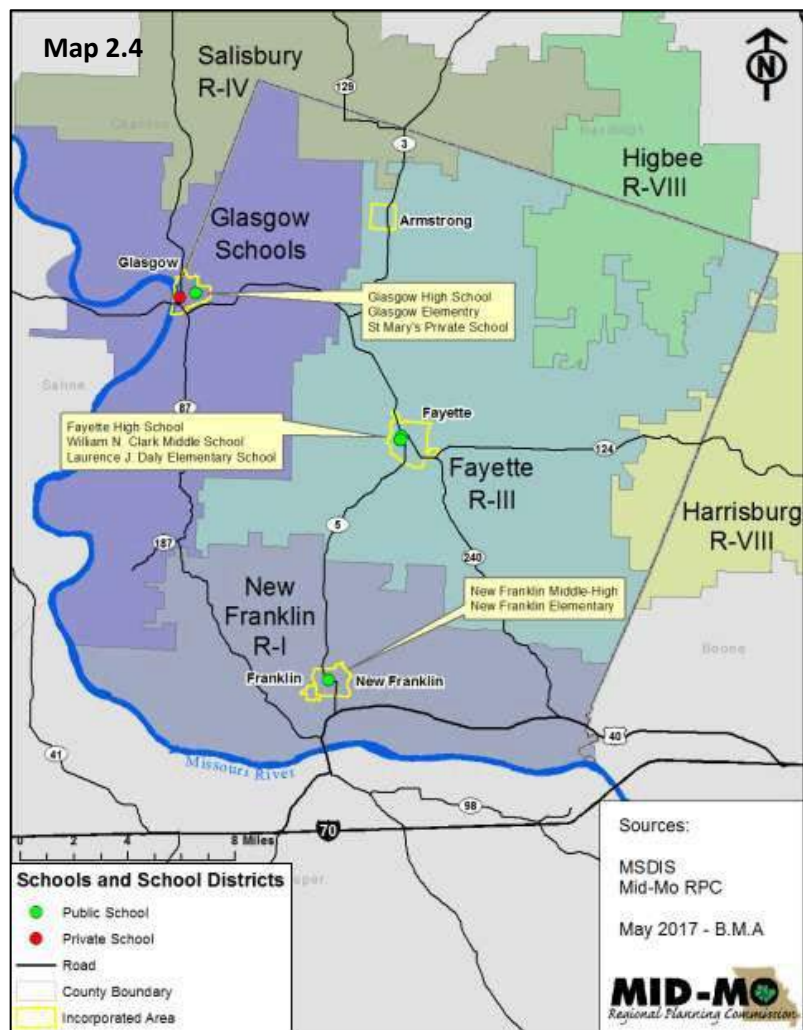 Map 2.4
N
Salisbury
R-IV
129
Chariton
Randolph
3
Higbee
R-VIII
Armstrong
Glasgow
Schools
Glasgow
Glasgow High School
Glasgow Elementry
St Mary's Private School
Saline
87
Fayette
Fayette High School
William N. Clark Middle School
Laurence J. Daly Elementary School
124
Fayette
R-III
5
Harrisburg
R-VIII
187
240
New
Franklin
R-I
New Franklin Middle-High
New Franklin Elementary
Boone
Franklin
New Franklin
40
41
Missouri River
98
70
0 2 4 8 Miles
Schools and School Districts
Public School
Private School
Road
County Boundary
Incorporated Area
Sources:
MSDIS
Mid-Mo RPC
May 2017 - B.M.A
MID-MO
Regional Planning Commission